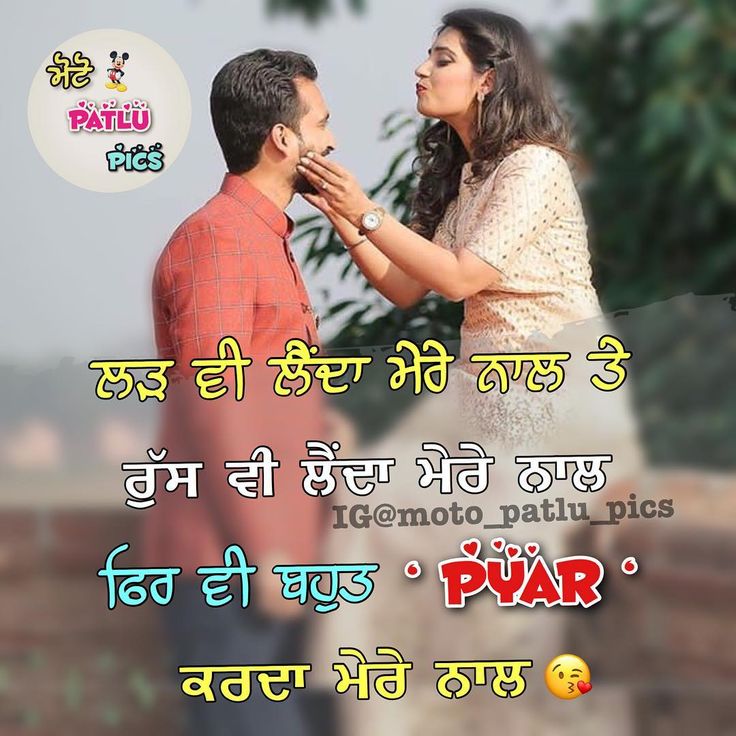 ਮੋਟੋ
PATLU
PICS
ਲੜ ਵੀ ਲੈਂਦਾ ਮੇਰੇ ਨਾਲ ਤੇ
ਰੁੱਸ ਵੀ ਲੈਂਦਾ ਮੇਰੇ ਨਾਲ
IG@moto_patlu_pics
ਫਿਰ ਵੀ ਬਹੁਤ ‘ PYAR ‘
ਕਰਦਾ ਮੇਰੇ ਨਾਲ 😘